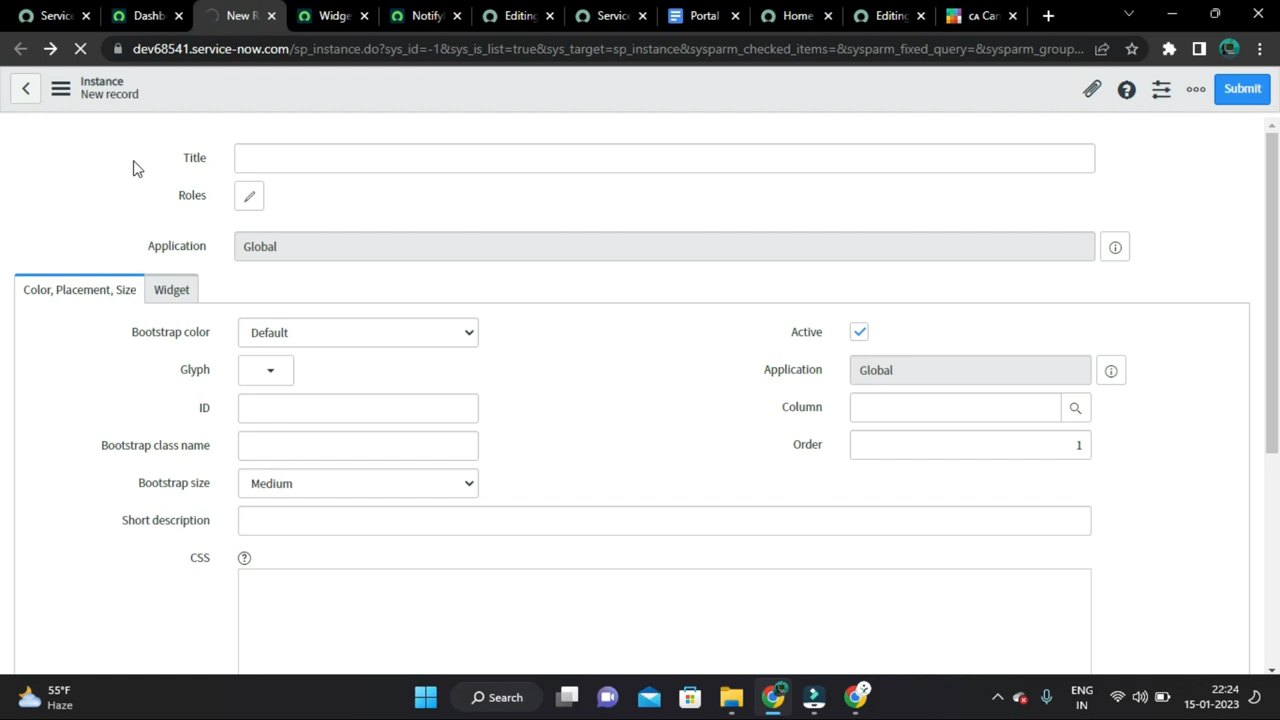 Servic
Dashb
New R
Widge
Notify
Editing
Service
Portal
Home
Editing
CA Can
dev68541.service-now.com/sp_instance.do?sys_id=-1&sys_is_list=true&sys_target=sp_instance&sysparm_checked_items=&sysparm_fixed_query=&sysparm_group...
Instance
New record
Submit
Title
Roles
Application Global
Color, Placement, Size
Widget
Bootstrap color Default
Active
Glyph
Application Global
ID
Column
Bootstrap class name
Order 1
Bootstrap size Medium
Short description
CSS
55°F
Haze
Search
ENG
IN
22:24
15-01-2023